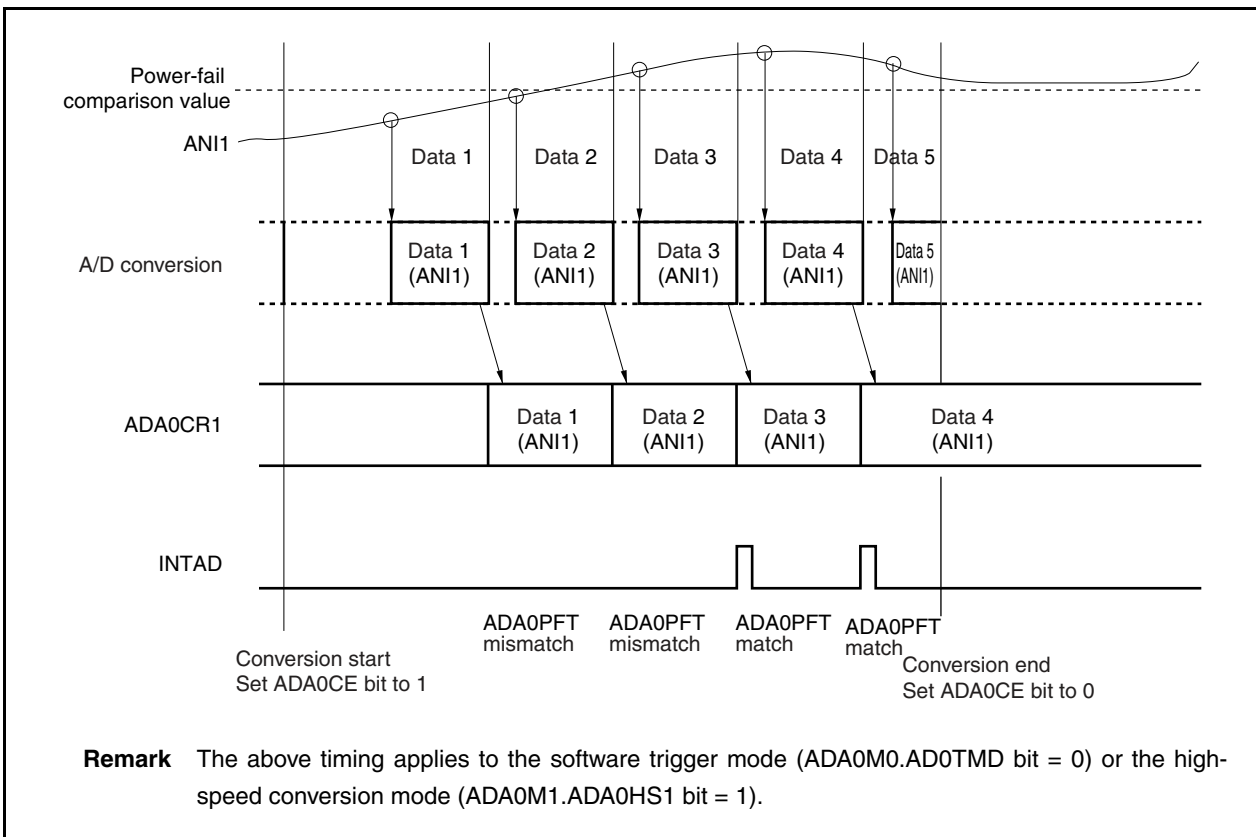 Power-fail
comparison value
ANI1
Data 1 Data 2 Data 3 Data 4 Data 5
A/D conversion
Data 1
(ANI1)
Data 2
(ANI1)
Data 3
(ANI1)
Data 4
(ANI1)
Data 5
(ANI1)
ADA0CR1
Data 1
(ANI1)
Data 2
(ANI1)
Data 3
(ANI1)
Data 4
(ANI1)
INTAD
ADA0PFT
mismatch
ADA0PFT
mismatch
ADA0PFT
match
ADA0PFT
match
Conversion start
Set ADA0CE bit to 1
Conversion end
Set ADA0CE bit to 0
Remark The above timing applies to the software trigger mode (ADA0M0.AD0TMD bit = 0) or the high-
speed conversion mode (ADA0M1.ADA0HS1 bit = 1).